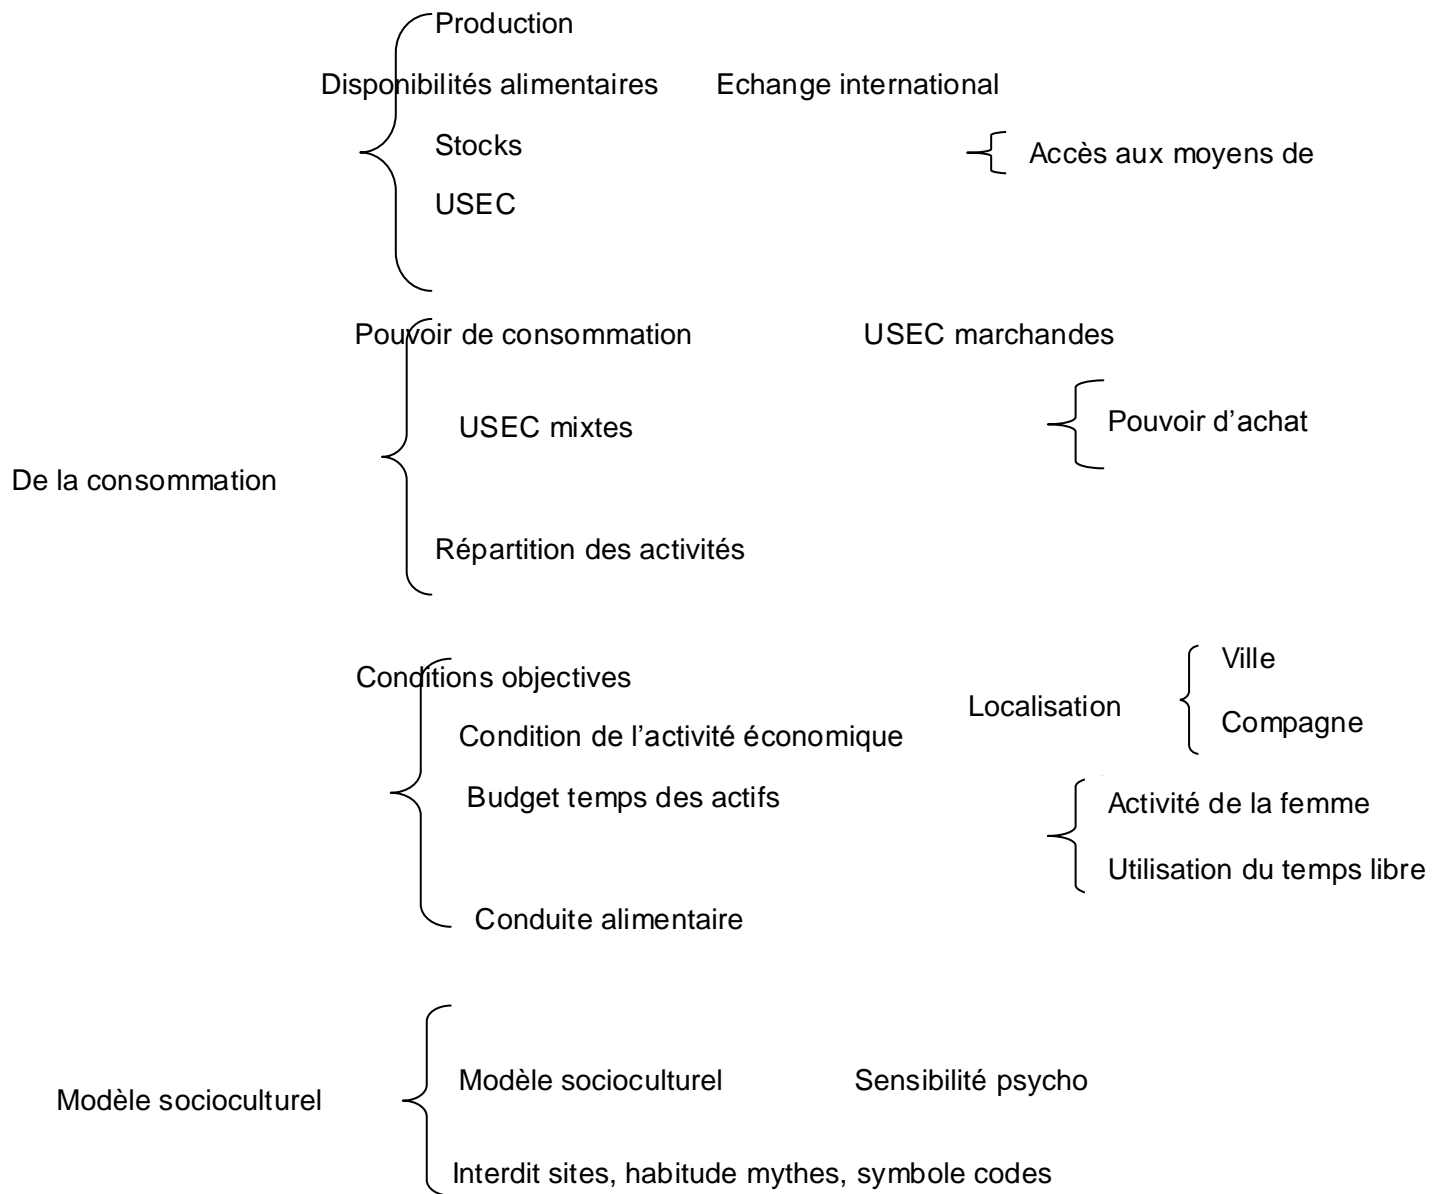 Production
Disponibilités alimentaires Echange international
Stocks
Accès aux moyens de
USEC
Pouvoir de consommation USEC marchandes
USEC mixtes
Pouvoir d’achat
De la consommation
Répartition des activités
Ville
Conditions objectives
Localisation
Compagne
Condition de l’activité économique
Budget temps des actifs
Activité de la femme
Utilisation du temps libre
Conduite alimentaire
Modèle socioculturel Sensibilité psycho
Modèle socioculturel
Interdit sites, habitude mythes, symbole codes